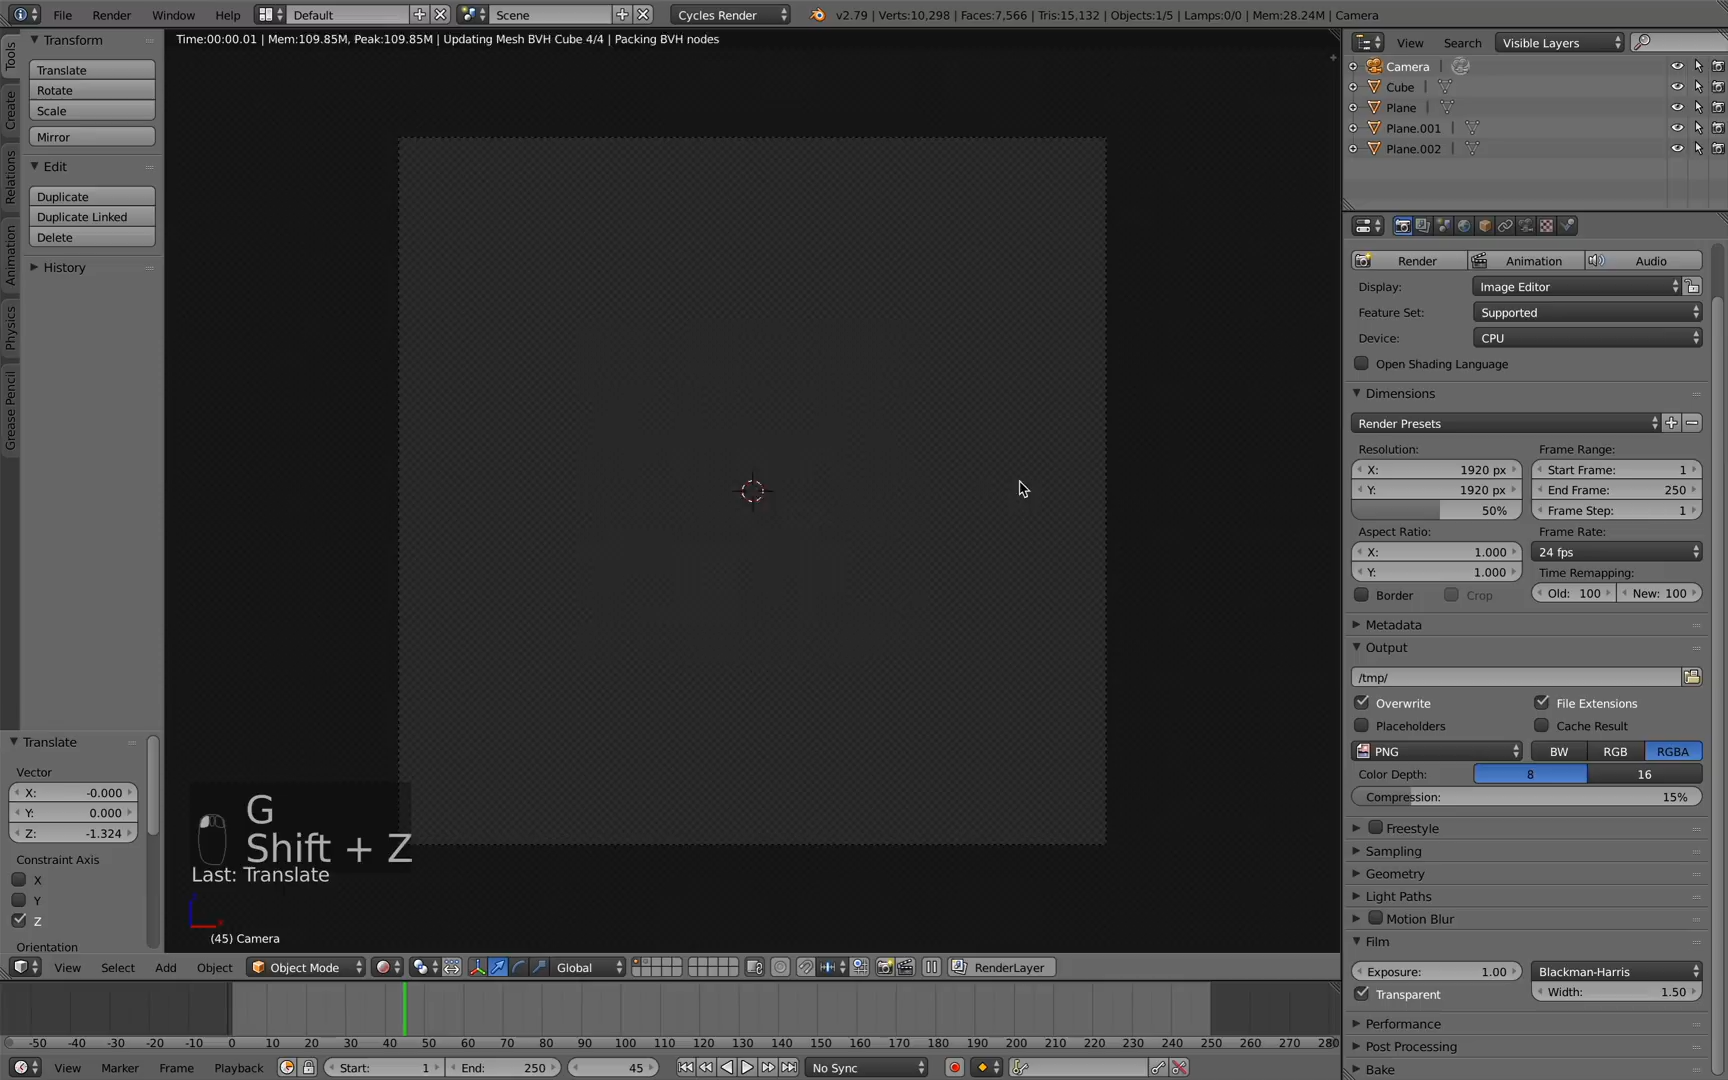 File Render Window Help Default Scene Cycles Render v2.79 | Verts:10,298 | Faces:7,566 | Tris:15,132 | Objects:1/5 | Lamps:0/0 | Mem:28.24M | Camera
Time:00:00.01 | Mem:109.85M, Peak:109.85M | Updating Mesh BVH Cube 4/4 | Packing BVH nodes
Tools
Create
Relations
Animation
Physics
Grease Pencil
Transform
Translate
Rotate
Scale
Mirror
Edit
Duplicate
Duplicate Linked
Delete
History
Translate
Vector
X: -0.000
Y: 0.000
Z: -1.324
Constraint Axis
X
Y
Z
Orientation
G
Shift + Z
Last: Translate
(45) Camera
View Select Add Object Object Mode Global RenderLayer
-50 -40 -30 -20 -10 0 10 20 30 40 50 60 70 80 90 100 110 120 130 140 150 160 170 180 190 200 210 220 230 240 250 260 270 280
View Marker Frame Playback Start: 1 End: 250 45 No Sync
View Search Visible Layers
Camera
Cube
Plane
Plane.001
Plane.002
Render Animation Audio
Display: Image Editor
Feature Set: Supported
Device: CPU
Open Shading Language
Dimensions
Render Presets
Resolution: Frame Range:
X: 1920 px Start Frame: 1
Y: 1920 px End Frame: 250
50% Frame Step: 1
Aspect Ratio: Frame Rate:
X: 1.000 24 fps
Y: 1.000 Time Remapping:
Border Crop Old: 100 New: 100
Metadata
Output
/tmp/
Overwrite File Extensions
Placeholders Cache Result
PNG BW RGB RGBA
Color Depth: 8 16
Compression: 15%
Freestyle
Sampling
Geometry
Light Paths
Motion Blur
Film
Exposure: 1.00 Blackman-Harris
Transparent Width: 1.50
Performance
Post Processing
Bake